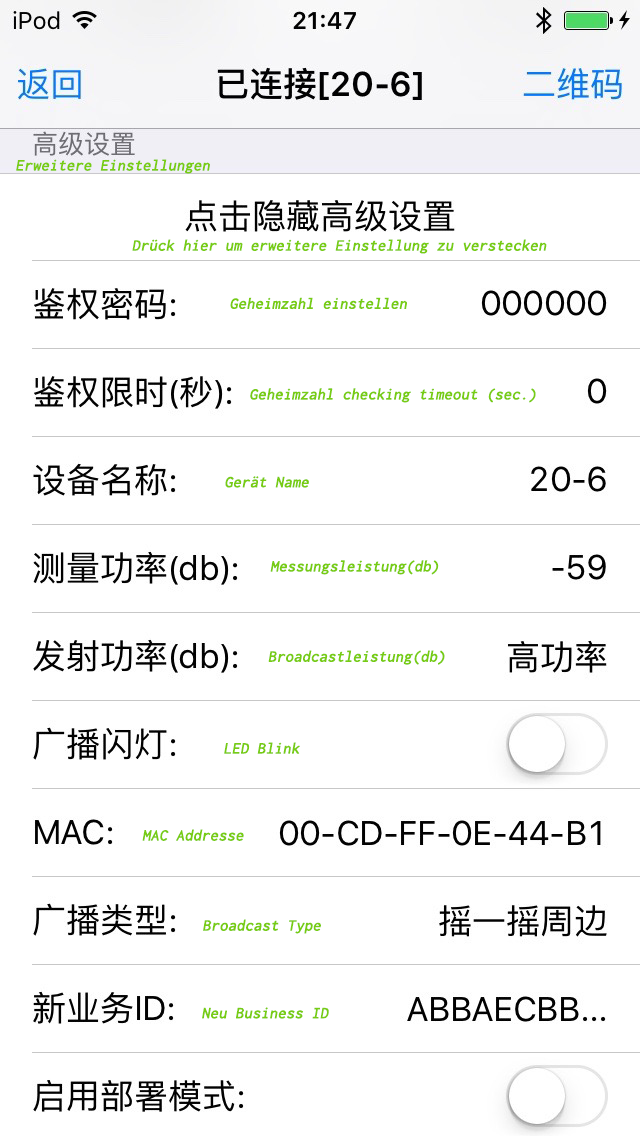 iPod 21:47
返回 已连接[20-6] 二维码
高级设置
Erweitere Einstellungen
点击隐藏高级设置
Drück hier um erweitere Einstellung zu verstecken
鉴权密码: Geheimzahl einstellen 000000
鉴权限时(秒): Geheimzahl checking timeout (sec.) 0
设备名称: Gerät Name 20-6
测量功率(db): Messungsleistung(db) -59
发射功率(db): Broadcastleistung(db) 高功率
广播闪灯: LED Blink
MAC: MAC Addresse 00-CD-FF-0E-44-B1
广播类型: Broadcast Type 摇一摇周边
新业务ID: Neu Business ID ABBAECBB...
启用部署模式: